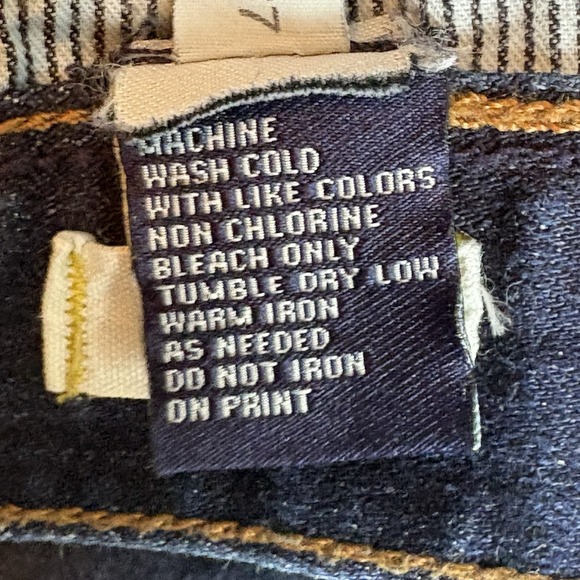 7
MACHINE
WASH COLD
WITH LIKE COLORS
NON CHLORINE
BLEACH ONLY
TUMBLE DRY LOW
WARM IRON
AS NEEDED
DO NOT IRON
ON PRINT